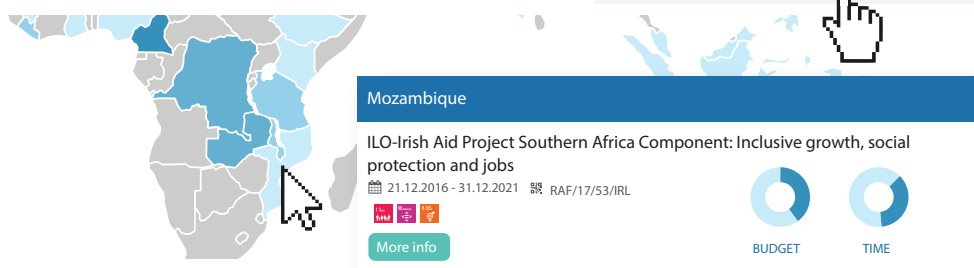 Mozambique
ILO-Irish Aid Project Southern Africa Component: Inclusive growth, social
protection and jobs
21.12.2016 - 31.12.2021 RAF/17/53/IRL
More info
BUDGET TIME